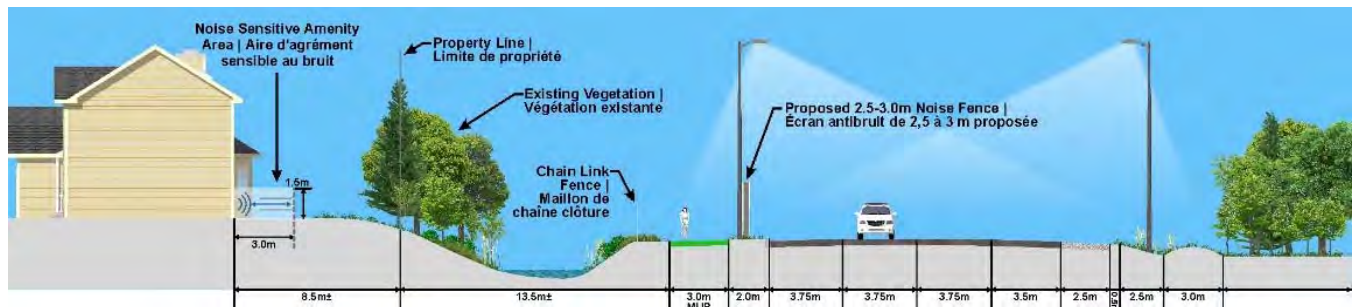 Noise Sensitive Amenity
Area | Aire d'agrément
sensible au bruit
Property Line |
Limite de propriété
Existing Vegetation |
Végétation existante
Proposed 2.5-3.0m Noise Fence |
Écran antibruit de 2,5 à 3 m proposée
Chain Link
Fence |
Maillon de
chaîne clôture
1.5m
3.0m
8.5m±
13.5m±
3.0m
MUP
2.0m
3.75m
3.75m
3.75m
3.5m
2.5m
2.5m
3.0m